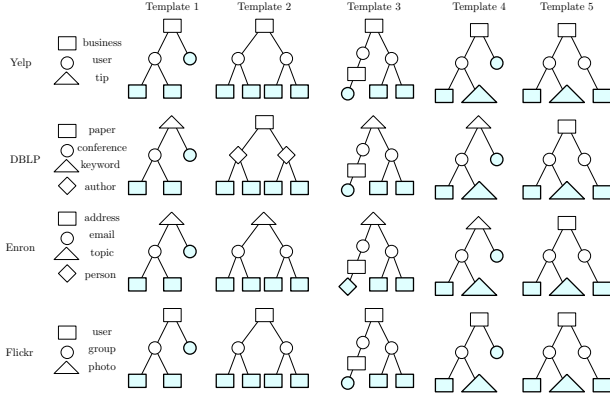 Template 1 Template 2 Template 3 Template 4 Template 5
Yelp
business
user
tip
DBLP
paper
conference
keyword
author
Enron
address
email
topic
person
Flickr
user
group
photo